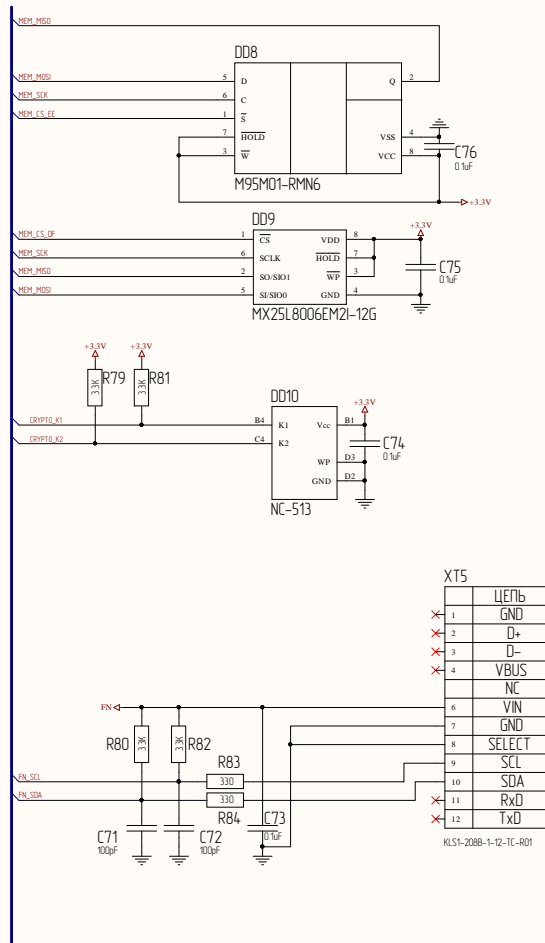 MEM_MISO
DD8
MEM_MOSI 5 D Q 2
MEM_SCK 6 C
MEM_CS_EE 1 S
7 HOLD VSS 4
3 W VCC 8
C76
0.1uF
M95M01-RMN6
+3.3V
DD9
MEM_CS_DF 1 CS VDD 8 +3.3V
MEM_SCK 6 SCLK HOLD 7
MEM_MISO 2 SO/SIO1 WP 3
MEM_MOSI 5 SI/SIO0 GND 4
C75
0.1uF
MX25L8006EM2I-12G
+3.3V +3.3V
R79 3.3K R81 3.3K
DD10
+3.3V
CRYPTO_K1 B4 K1 Vcc B1
CRYPTO_K2 C4 K2
C74
0.1uF
WP D3
GND D2
NC-513
XT5
ЦЕПЬ
1 GND
2 D+
3 D-
4 VBUS
NC
FN 6 VIN
7 GND
8 SELECT
9 SCL
10 SDA
11 RxD
12 TxD
KLS1-208B-1-12-TC-R01
R80 3.3K R82 3.3K
R83
FN_SCL 330
FN_SDA 330
R84
C71
100pF
C72
100pF
C73
0.1uF